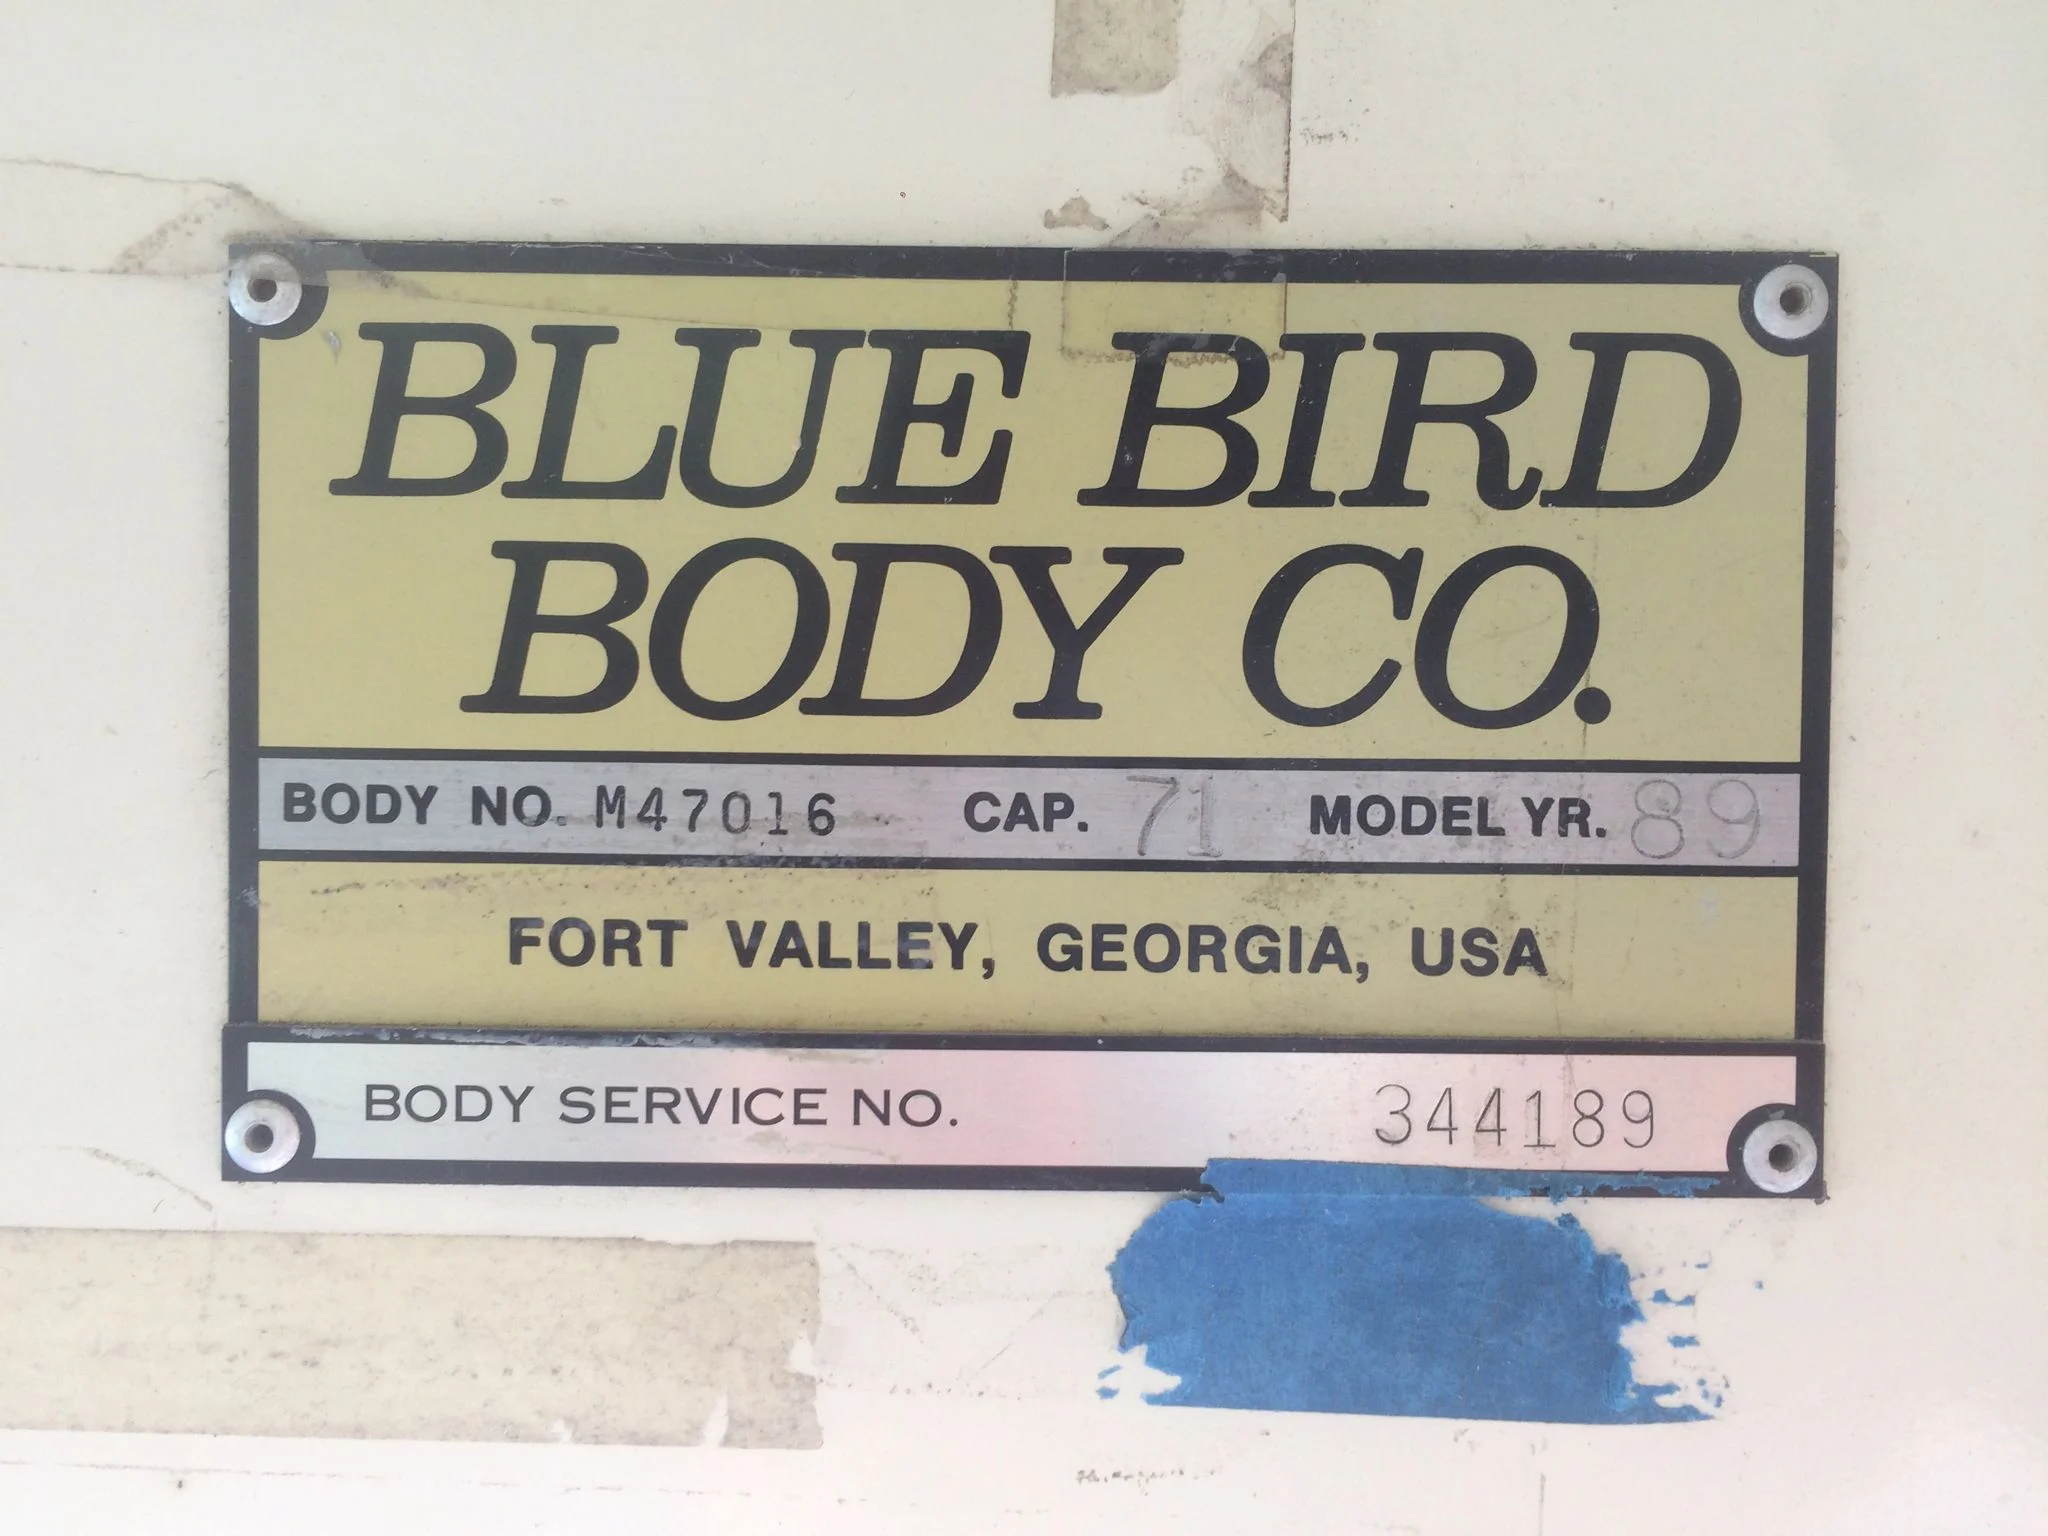 BLUE BIRD
BODY CO.
BODY NO. M47016 CAP. 71 MODEL YR. 89
FORT VALLEY, GEORGIA, USA
BODY SERVICE NO. 344189